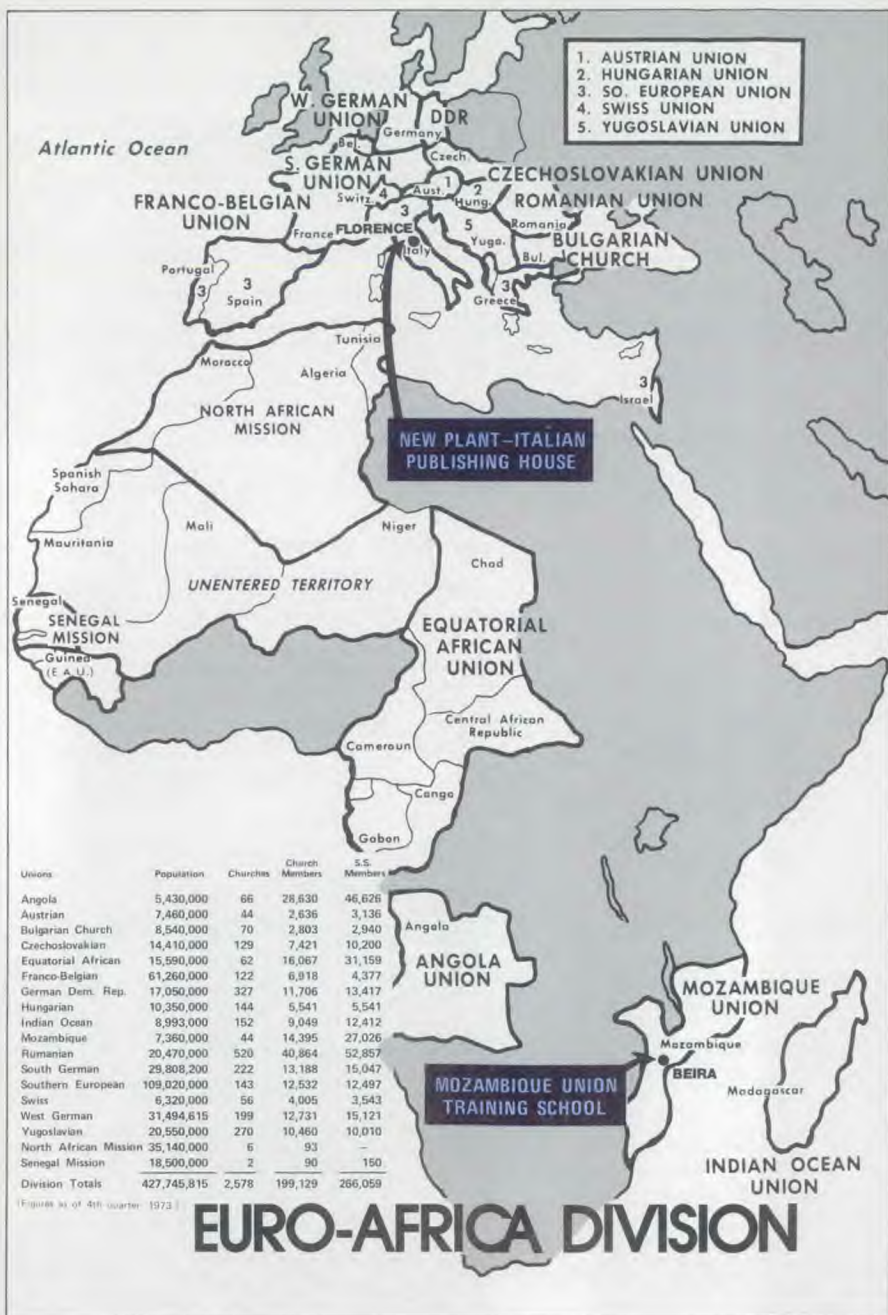 1. AUSTRIAN UNION
2. HUNGARIAN UNION
3. SO. EUROPEAN UNION
4. SWISS UNION
5. YUGOSLAVIAN UNION
Atlantic Ocean
W. GERMAN
UNION
DDR
Germany
Bel.
Czech.
S. GERMAN
UNION
CZECHOSLOVAKIAN UNION
Aust.
1
4
Switz.
2
Hung.
ROMANIAN UNION
FRANCO-BELGIAN
UNION
3
5
Yuga.
Romania
France
FLORENCE
Italy
BULGARIAN
CHURCH
Bul.
Portugal
3
3
Spain
3
Greece
Tunisia
Morocco
Algeria
3
Israel
NORTH AFRICAN
MISSION
NEW PLANT–ITALIAN
PUBLISHING HOUSE
Spanish
Sahara
Mali
Niger
Mauritania
Chad
UNENTERED TERRITORY
Senegal
SENEGAL
MISSION
EQUATORIAL
AFRICAN
UNION
Guinea
(E.A.U.)
Central African
Republic
Cameroun
Congo
Gabon
Unions Population Churches Church Members S.S. Members
Angola 5,430,000 66 28,630 46,626
Austrian 7,460,000 44 2,636 3,136
Bulgarian Church 8,540,000 70 2,803 2,940
Czechoslovakian 14,410,000 129 7,421 10,200
Equatorial African 15,590,000 62 16,067 31,159
Franco-Belgian 61,260,000 122 6,918 4,377
German Dem. Rep. 17,050,000 327 11,706 13,417
Hungarian 10,350,000 144 5,541 5,541
Indian Ocean 8,993,000 152 9,049 12,412
Mozambique 7,360,000 44 14,395 27,026
Rumanian 20,470,000 520 40,864 52,857
South German 29,808,200 222 13,188 15,047
Southern European 109,020,000 143 12,532 12,497
Swiss 6,320,000 56 4,005 3,543
West German 31,494,615 199 12,731 15,121
Yugoslavian 20,550,000 270 10,460 10,010
North African Mission 35,140,000 6 93 –
Senegal Mission 18,500,000 2 90 150
Division Totals 427,745,815 2,578 199,129 266,059
(Figures as of 4th quarter 1973.)
Angola
ANGOLA
UNION
MOZAMBIQUE
UNION
Mozambique
BEIRA
MOZAMBIQUE UNION
TRAINING SCHOOL
Madagascar
INDIAN OCEAN
UNION
EURO-AFRICA DIVISION